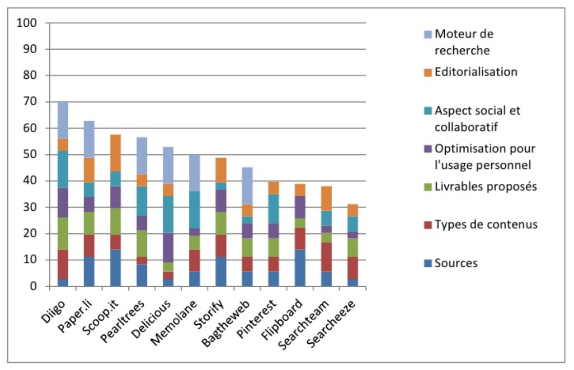 100
90
80
70
60
50
40
30
20
10
0
Diigo
Paper.li
Scoop.it
Pearltrees
Delicious
Memolane
Storify
Bagtheweb
Pinterest
Flipboard
Searchteam
Searcheeze
Moteur de
recherche
Editorialisation
Aspect social et
collaboratif
Optimisation pour
l'usage personnel
Livrables proposés
Types de contenus
Sources